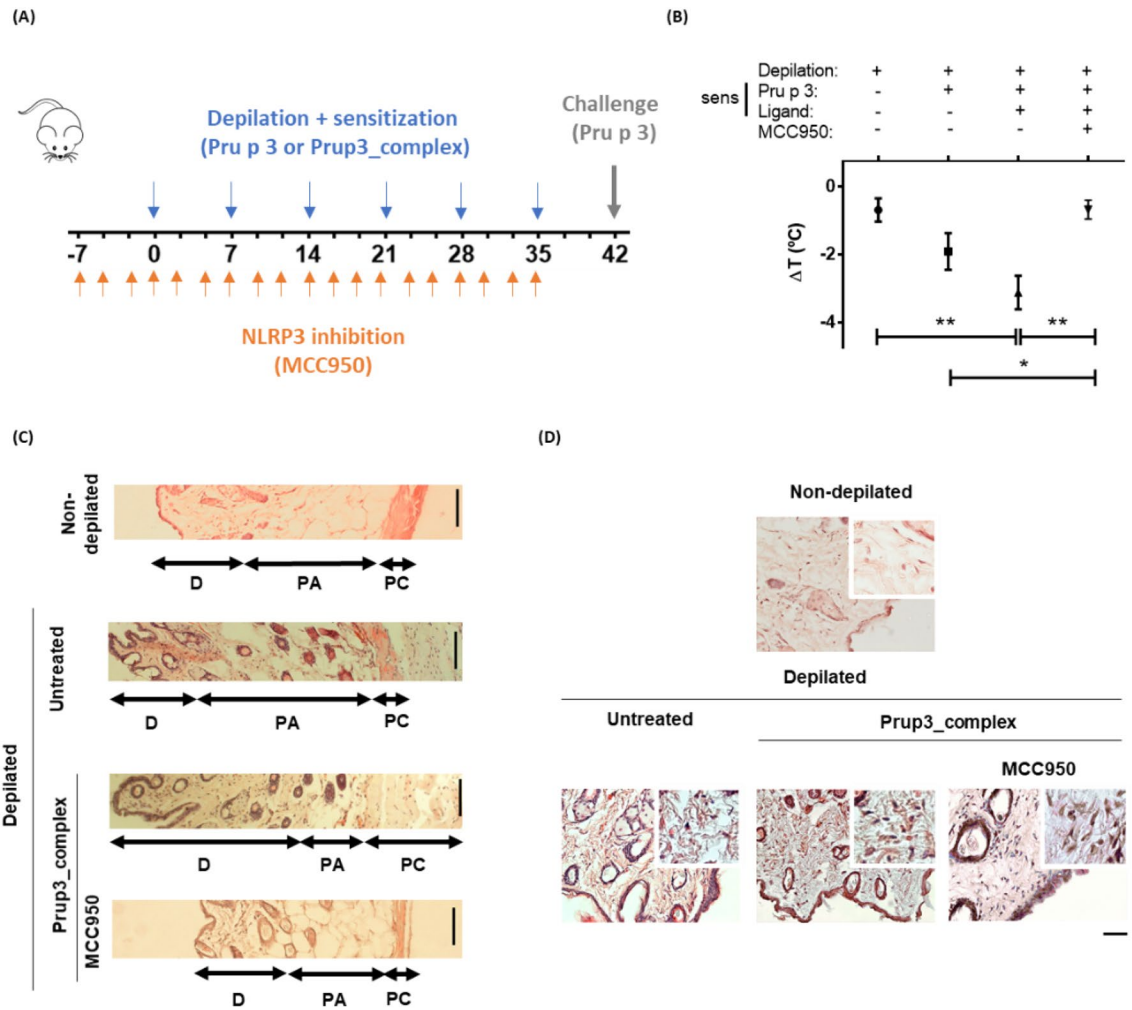 (A)
Depilation + sensitization
(Pru p 3 or Prup3_complex)
Challenge
(Pru p 3)
-7 0 7 14 21 28 35 42
NLRP3 inhibition
(MCC950)
(B)
Depilation: + + + +
sens
Pru p 3: - + + +
Ligand: - - + +
MCC950: - - - +
0
-2
-4
ΔT (ºC)
** **
*
(C)
Non-
depilated
D PA PC
Depilated
Untreated
D PA PC
Prup3_complex
D PA PC
MCC950
D PA PC
(D)
Non-depilated
Depilated
Untreated
Prup3_complex
MCC950